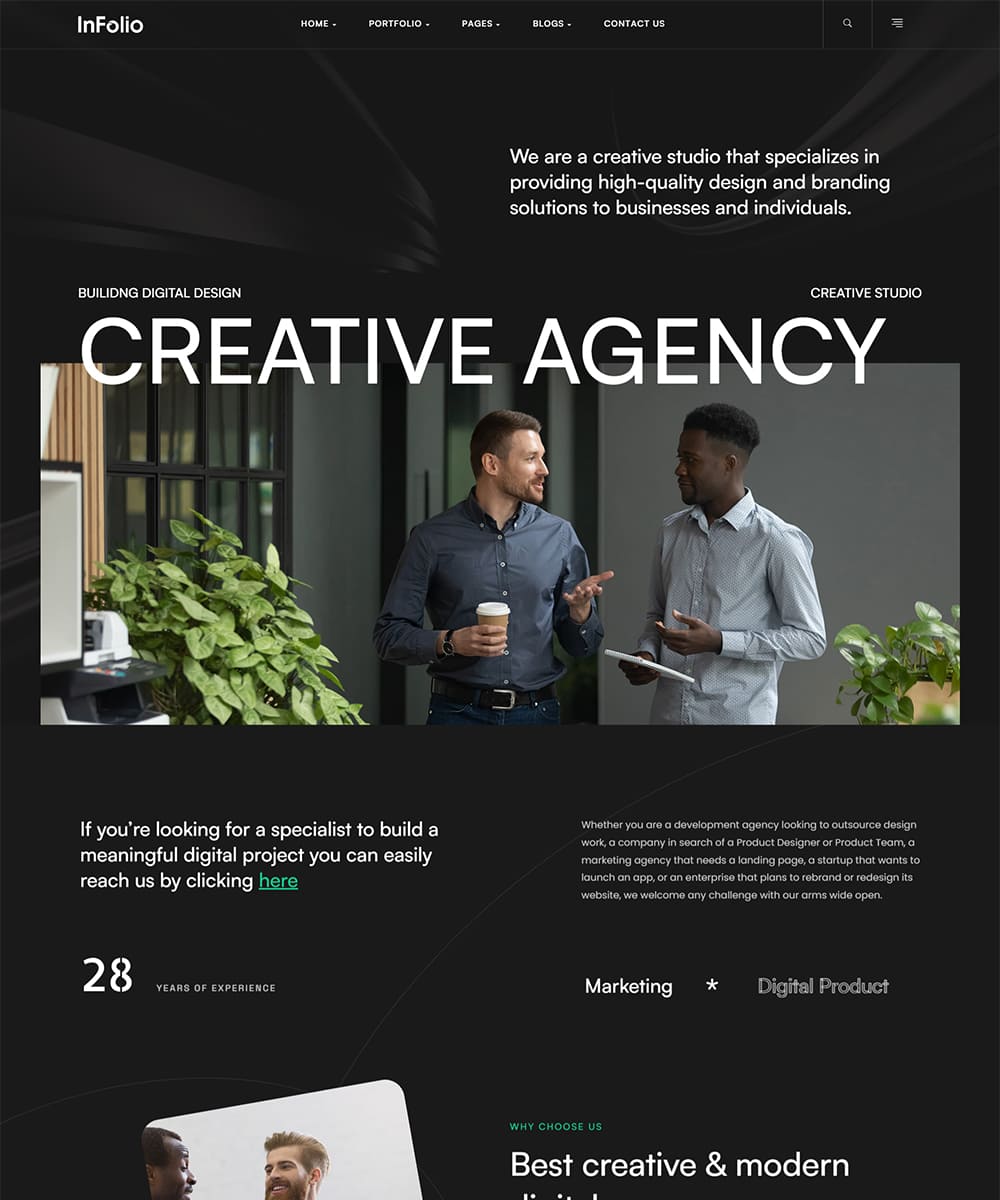 InFolio
HOME
PORTFOLIO
PAGES
BLOGS
CONTACT US
We are a creative studio that specializes in
providing high-quality design and branding
solutions to businesses and individuals.
BUILIDNG DIGITAL DESIGN
CREATIVE STUDIO
CREATIVE AGENCY
If you’re looking for a specialist to build a
meaningful digital project you can easily
reach us by clicking here
Whether you are a development agency looking to outsource design
work, a company in search of a Product Designer or Product Team, a
marketing agency that needs a landing page, a startup that wants to
launch an app, or an enterprise that plans to rebrand or redesign its
website, we welcome any challenge with our arms wide open.
28 YEARS OF EXPERIENCE
Marketing * Digital Product
WHY CHOOSE US
Best creative & modern